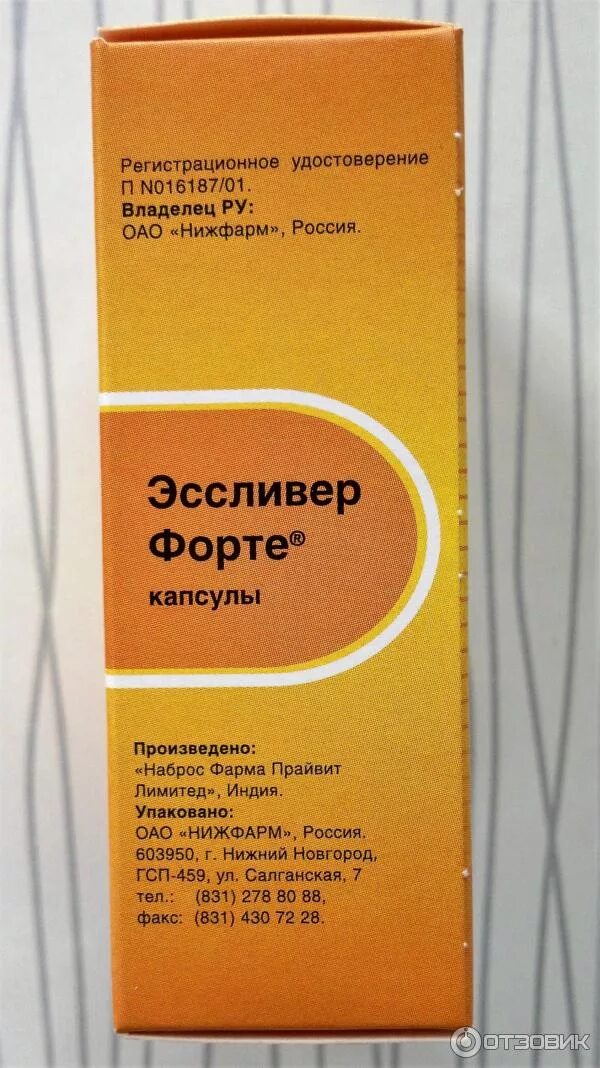 Регистрационное удостоверение
П N016187/01.
Владелец РУ:
ОАО «Нижфарм», Россия.
Эссливер
Форте®
капсулы
Произведено:
«Наброс Фарма Прайвит
Лимитед», Индия.
Упаковано:
ОАО «НИЖФАРМ», Россия.
603950, г. Нижний Новгород,
ГСП-459, ул. Салганская, 7
тел.: (831) 278 80 88,
факс: (831) 430 72 28.
ОТЗОВИК